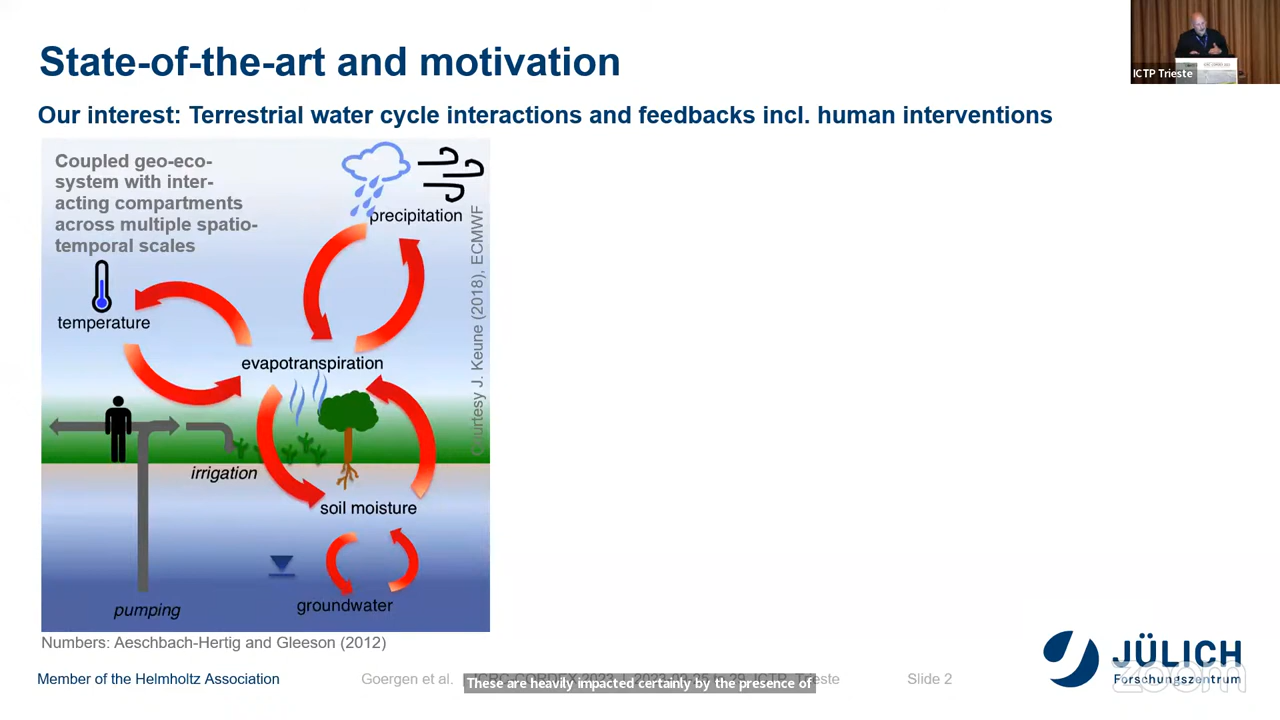 State-of-the-art and motivation
ICTP Trieste
Our interest: Terrestrial water cycle interactions and feedbacks incl. human interventions
Coupled geo-eco-
system with inter-
acting compartments
across multiple spatio-
temporal scales
precipitation
temperature
evapotranspiration
irrigation
soil moisture
groundwater
pumping
Courtesy J. Keune (2018), ECMWF
Numbers: Aeschbach-Hertig and Gleeson (2012)
JÜLICH
Forschungszentrum
zoom
Member of the Helmholtz Association
Goergen et al. ICTP, Trieste
Slide 2
These are heavily impacted certainly by the presence of